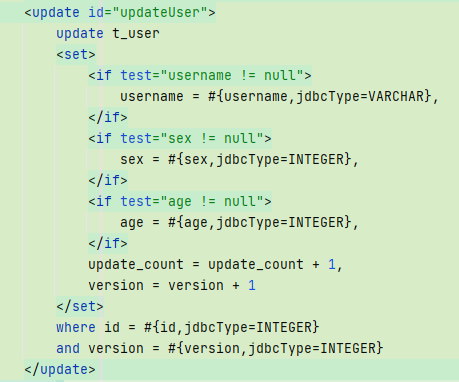 <update id="updateUser">
    update t_user
    <set>
        <if test="username != null">
            username = #{username,jdbcType=VARCHAR},
        </if>
        <if test="sex != null">
            sex = #{sex,jdbcType=INTEGER},
        </if>
        <if test="age != null">
            age = #{age,jdbcType=INTEGER},
        </if>
        update_count = update_count + 1,
        version = version + 1
    </set>
    where id = #{id,jdbcType=INTEGER}
    and version = #{version,jdbcType=INTEGER}
</update>